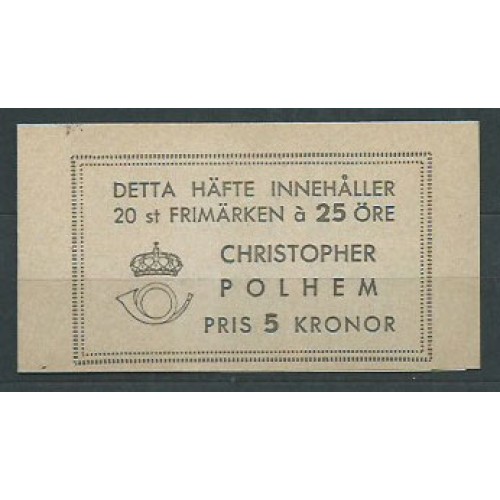 DETTA HÄFTE INNEHÅLLER
20 st FRIMÄRKEN à 25 ÖRE
CHRISTOPHER
POLHEM
PRIS 5 KRONOR